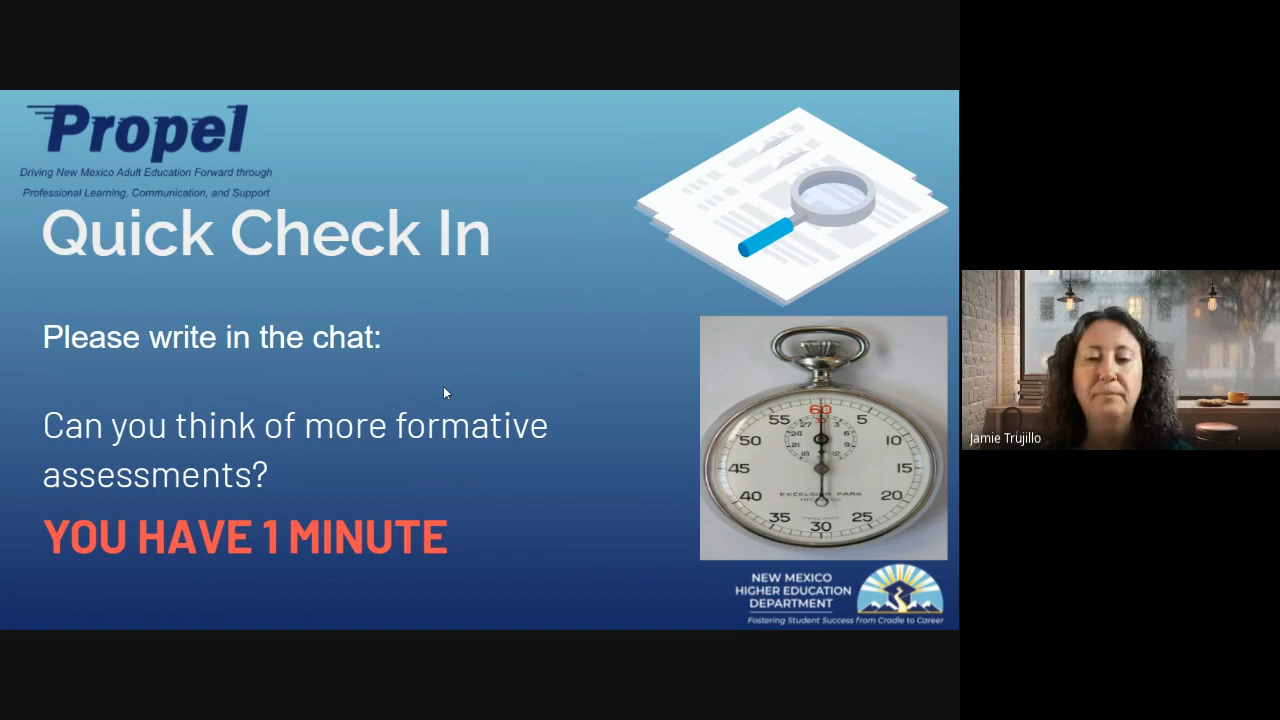 Propel
Driving New Mexico Adult Education Forward through
Professional Learning, Communication, and Support
Quick Check In
Please write in the chat:
Can you think of more formative
assessments?
YOU HAVE 1 MINUTE
60
55
5
50
10
45
15
40
20
35
25
30
EXCELSIOR PARK
NEW MEXICO
HIGHER EDUCATION
DEPARTMENT
Fostering Student Success from Cradle to Career
Jamie Trujillo